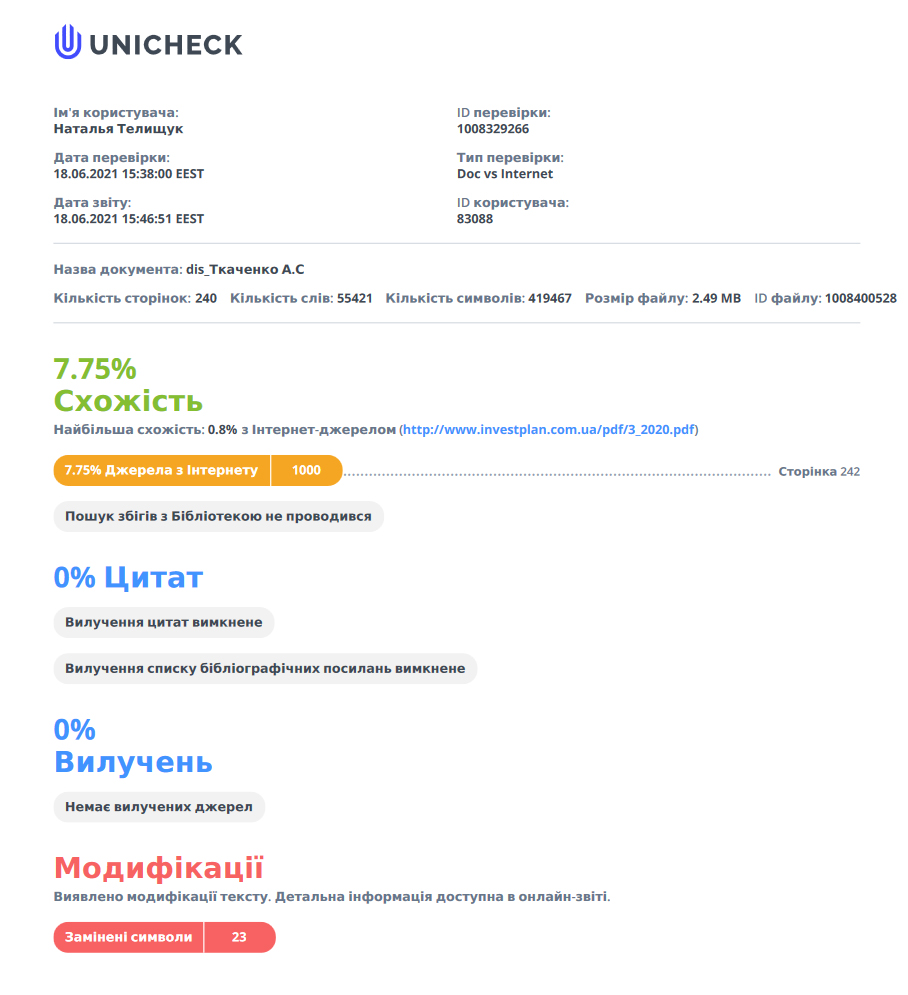 UNICHECK
Ім'я користувача:
Наталья Телищук
ID перевірки:
1008329266
Дата перевірки:
18.06.2021 15:38:00 EEST
Тип перевірки:
Doc vs Internet
Дата звіту:
18.06.2021 15:46:51 EEST
ID користувача:
83088
Назва документа: dis_Ткаченко А.С
Кількість сторінок: 240 Кількість слів: 55421 Кількість символів: 419467 Розмір файлу: 2.49 MB ID файлу: 1008400528
7.75%
Схожість
Найбільша схожість: 0.8% з Інтернет-джерелом (http://www.investplan.com.ua/pdf/3_2020.pdf)
7.75% Джерела з Інтернету 1000 Сторінка 242
Пошук збігів з Бібліотекою не проводився
0% Цитат
Вилучення цитат вимкнене
Вилучення списку бібліографічних посилань вимкнене
0%
Вилучень
Немає вилучених джерел
Модифікації
Виявлено модифікації тексту. Детальна інформація доступна в онлайн-звіті.
Замінені символи 23